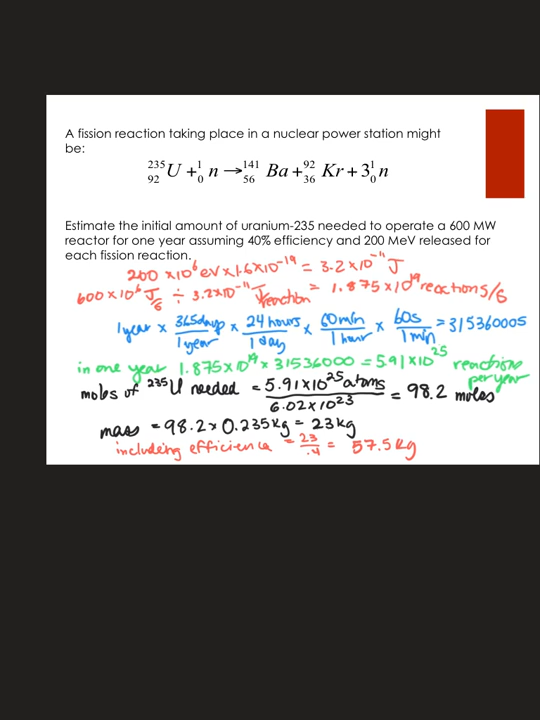 A fission reaction taking place in a nuclear power station might
be:
²³⁵₉₂U + ¹₀n → ¹⁴¹₅₆Ba + ⁹²₃₆Kr + 3¹₀n
Estimate the initial amount of uranium-235 needed to operate a 600 MW
reactor for one year assuming 40% efficiency and 200 MeV released for
each fission reaction.
200 × 10⁶ eV × 1.6 × 10⁻¹⁹ = 3.2 × 10⁻¹¹ J
600 × 10⁶ J/s ÷ 3.2 × 10⁻¹¹ J/reaction = 1.875 × 10¹⁹ reactions/s
1 year × 365 days/1 year × 24 hours/1 day × 60 min/1 hour × 60s/1 min = 31536000s
in one year 1.875 × 10¹⁹ × 31536000 = 5.91 × 10²⁵ reactions per year
moles of ²³⁵U needed = 5.91 × 10²⁵ atoms / 6.02 × 10²³ = 98.2 moles
mass = 98.2 × 0.235kg = 23 kg
including efficience = 23/.4 = 57.5 kg